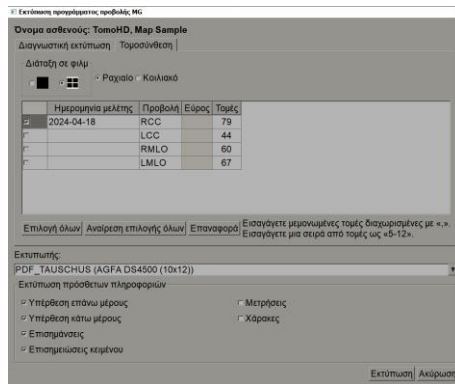 Εκτύπωση προγράμματος προβολής MG
Όνομα ασθενούς: TomoHD, Map Sample
Διαγνωστική εκτύπωση Τομοσύνθεση
Διάταξη σε φιλμ
Ραχιαίο Κοιλιακό
Ημερομηνία μελέτης Προβολή Εύρος Τομές
2024-04-18 RCC 79
LCC 44
RMLO 60
LMLO 67
Επιλογή όλων Αναίρεση επιλογής όλων Επαναφορά Εισαγάγετε μεμονωμένες τομές διαχωρισμένες με «,».
Εισαγάγετε μια σειρά από τομές ως «5-12».
Εκτυπωτής:
PDF_TAUSCHUS (AGFA DS4500 (10x12))
Εκτύπωση πρόσθετων πληροφοριών
Υπέρθεση επάνω μέρους Μετρήσεις
Υπέρθεση κάτω μέρους Χάρακες
Επισημάνσεις
Επισημειώσεις κειμένου
Εκτύπωση Ακύρωση